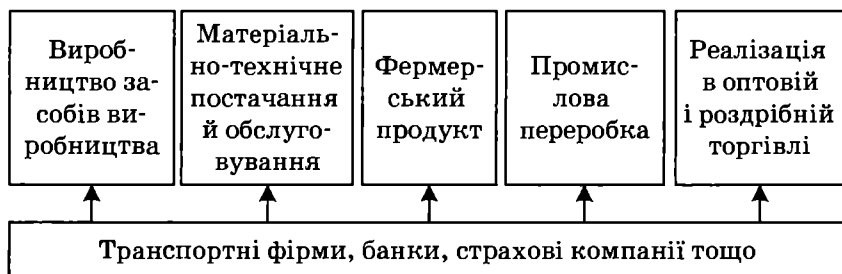 Вироб-
ництво за-
собів ви-
робництва
Матеріаль-
но-технічне
постачання
й обслуго-
вування
Фермер-
ський
продукт
Промис-
лова
переробка
Реалізація
в оптовій
і роздрібній
торгівлі
Транспортні фірми, банки, страхові компанії тощо